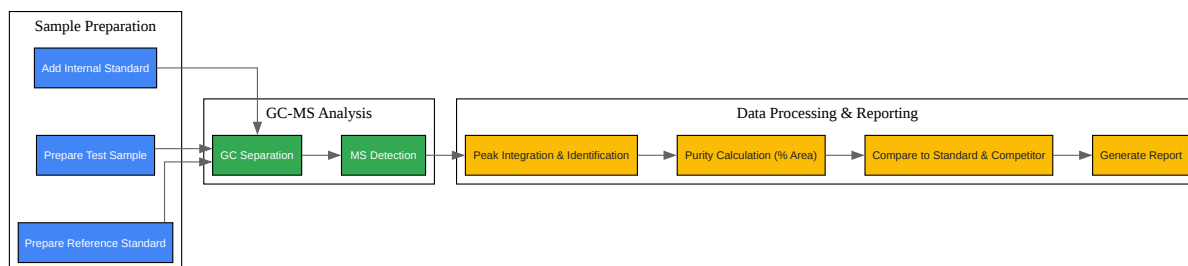 Sample Preparation
Add Internal Standard
Prepare Test Sample
Prepare Reference Standard
GC-MS Analysis
GC Separation
MS Detection
Data Processing & Reporting
Peak Integration & Identification
Purity Calculation (% Area)
Compare to Standard & Competitor
Generate Report